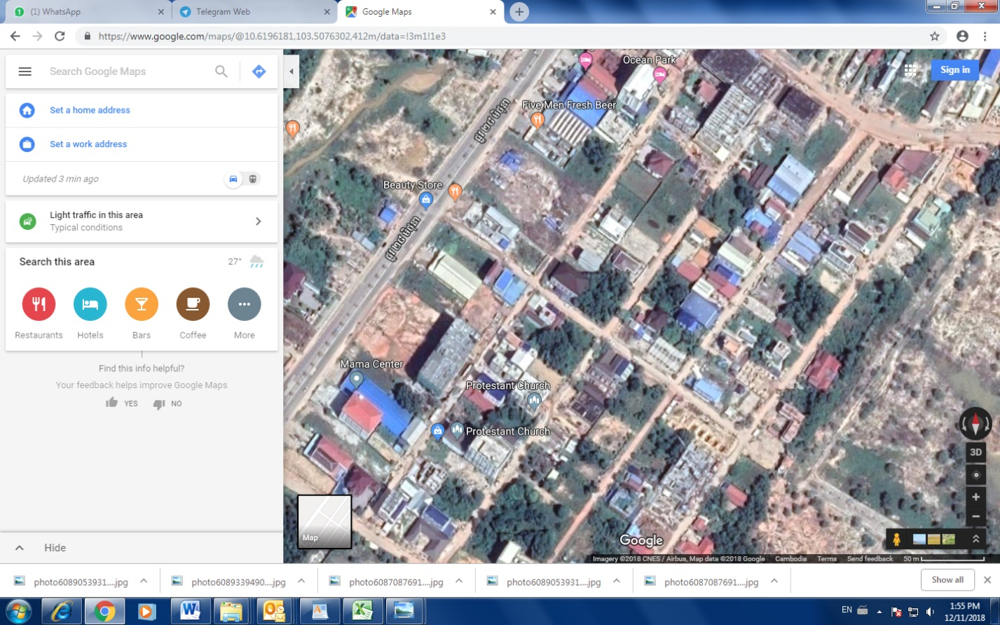 (1) WhatsApp
Telegram Web
Google Maps
https://www.google.com/maps/@10.6196181,103.5076302,412m/data=!3m1!1e3
Search Google Maps
Set a home address
Set a work address
Updated 3 min ago
Light traffic in this area
Typical conditions
Search this area
27°
Restaurants
Hotels
Bars
Coffee
More
Find this info helpful?
Your feedback helps improve Google Maps
YES
NO
Hide
Ocean Park
Sign in
Five Men Fresh Beer
Beauty Store
Mama Center
Protestant Church
Protestant Church
Map
3D
Google
Imagery ©2018 CNES / Airbus, Map data ©2018 Google Cambodia Terms Send feedback 50 m
photo6089053931....jpg
photo6089339490....jpg
photo6087087691....jpg
photo6089053931....jpg
photo6087087691....jpg
Show all
EN
1:55 PM
12/11/2018